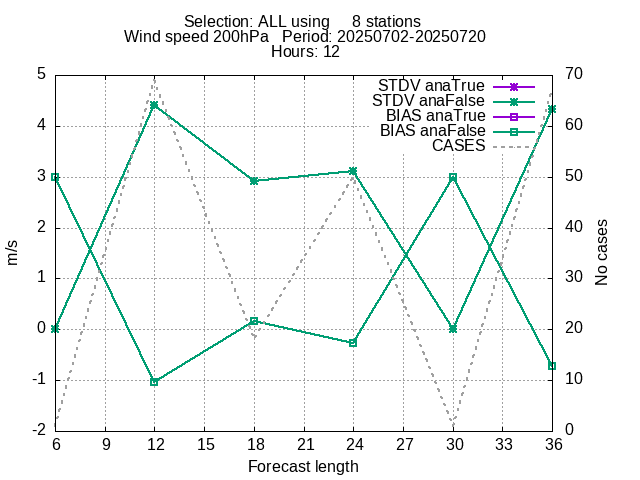 Selection: ALL using 8 stations
Wind speed 200hPa Period: 20250702-20250720
Hours: 12
5 70
STDV anaTrue
STDV anaFalse
BIAS anaTrue
BIAS anaFalse
CASES
4 60
3 50
2 40
m/s
No cases
1 30
0 20
-1 10
-2 0
6 9 12 15 18 21 24 27 30 33 36
Forecast length